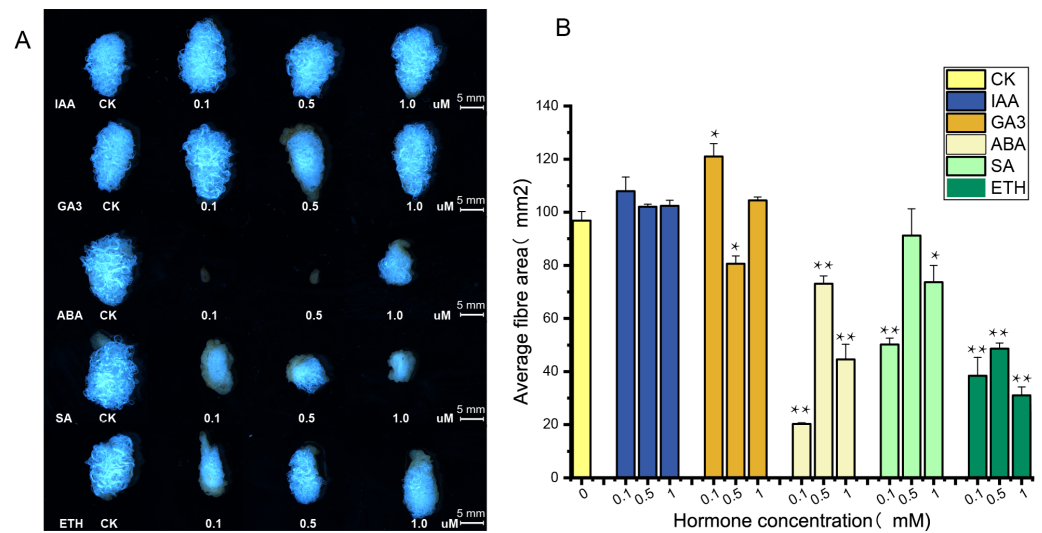 A
IAA CK 0.1 0.5 1.0 uM 5 mm
GA3 CK 0.1 0.5 1.0 uM 5 mm
ABA CK 0.1 0.5 1.0 uM 5 mm
SA CK 0.1 0.5 1.0 uM 5 mm
ETH CK 0.1 0.5 1.0 uM 5 mm
B
CK
IAA
GA3
ABA
SA
ETH
Average fibre area( mm2)
140
120
100
80
60
40
20
0
* * ** ** ** ** * ** ** **
0 0.1 0.5 1 0.1 0.5 1 0.1 0.5 1 0.1 0.5 1 0.1 0.5 1
Hormone concentration( mM)